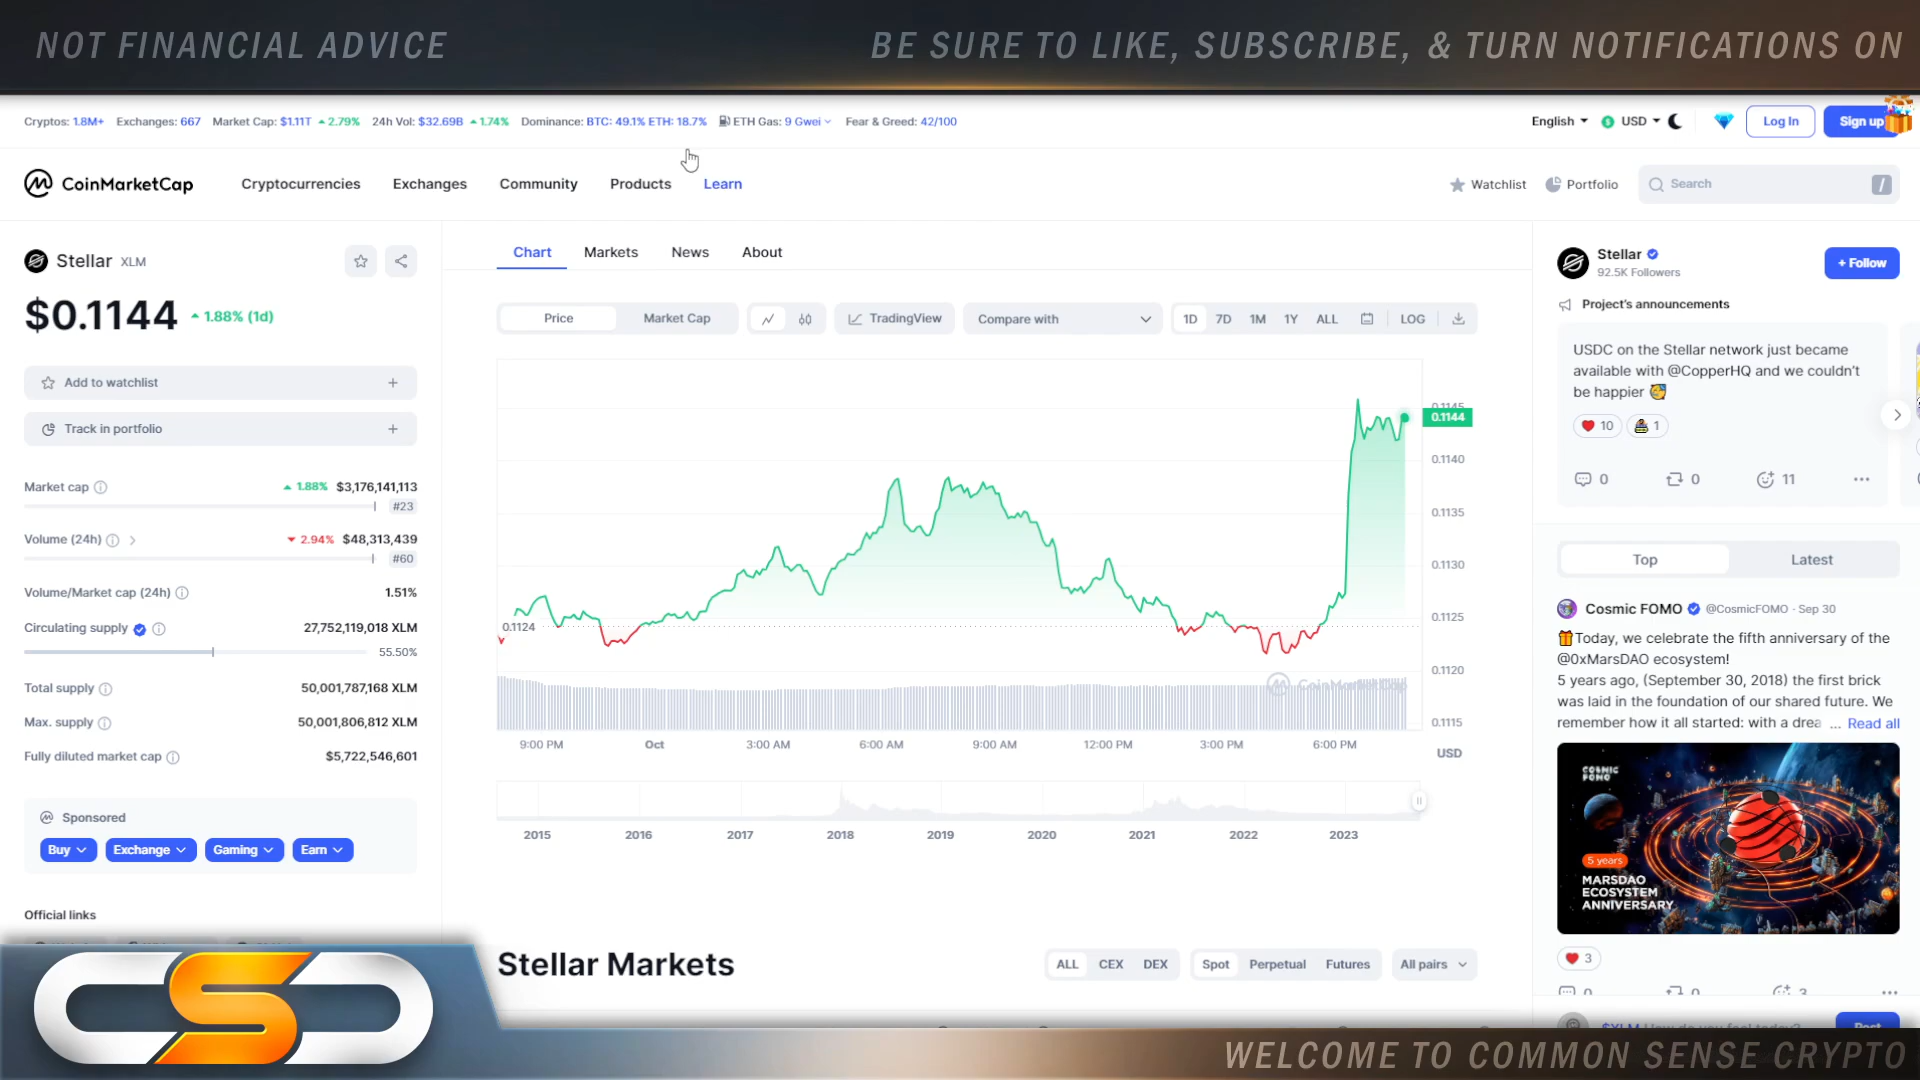 NOT FINANCIAL ADVICE
BE SURE TO LIKE, SUBSCRIBE, & TURN NOTIFICATIONS ON
Cryptos: 1.8M+ Exchanges: 667 Market Cap: $1.11T 2.79% 24h Vol: $32.69B 1.74% Dominance: BTC: 49.1% ETH: 18.7% ETH Gas: 9 Gwei Fear & Greed: 42/100
English USD Log In Sign up
CoinMarketCap Cryptocurrencies Exchanges Community Products Learn
Watchlist Portfolio Search /
Stellar XLM
$0.1144 1.88% (1d)
Add to watchlist +
Track in portfolio +
Market cap 1.88% $3,176,141,113
#23
Volume (24h) 2.94% $48,313,439
#60
Volume/Market cap (24h) 1.51%
Circulating supply 27,752,119,018 XLM
55.50%
Total supply 50,001,787,168 XLM
Max. supply 50,001,806,812 XLM
Fully diluted market cap $5,722,546,601
Sponsored
Buy Exchange Gaming Earn
Official links
Chart Markets News About
Price Market Cap TradingView Compare with 1D 7D 1M 1Y ALL LOG
0.1145
0.1144
0.1140
0.1135
0.1130
0.1125
0.1124
0.1120
CoinMarketCap
0.1115
9:00 PM Oct 3:00 AM 6:00 AM 9:00 AM 12:00 PM 3:00 PM 6:00 PM
USD
2015 2016 2017 2018 2019 2020 2021 2022 2023
Stellar Markets
ALL CEX DEX Spot Perpetual Futures All pairs
Stellar
92.5K Followers
+ Follow
Project's announcements
USDC on the Stellar network just became
available with @CopperHQ and we couldn't
be happier
10 1
0 0 11 ...
Top Latest
Cosmic FOMO @CosmicFOMO · Sep 30
Today, we celebrate the fifth anniversary of the
@0xMarsDAO ecosystem!
5 years ago, (September 30, 2018) the first brick
was laid in the foundation of our shared future. We
remember how it all started: with a drea ... Read all
COSMIC
FOMO
5 years
MARSDAO
ECOSYSTEM
ANNIVERSARY
3
0 0 3 ...
$XLM How do you feel today?
Post
CSC
WELCOME TO COMMON SENSE CRYPTO